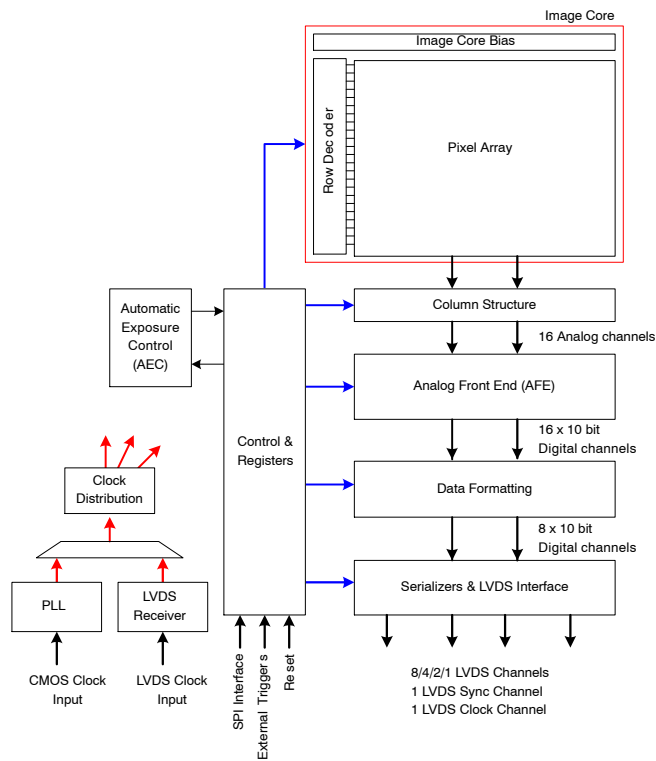 Image Core
Image Core Bias
Row Decoder
Pixel Array
Column Structure
16 Analog channels
Automatic
Exposure
Control
(AEC)
Analog Front End (AFE)
16 x 10 bit
Digital channels
Control &
Registers
Clock
Distribution
Data Formatting
8 x 10 bit
Digital channels
PLL
LVDS
Receiver
Serializers & LVDS Interface
CMOS Clock
Input
LVDS Clock
Input
SPI Interface
External Triggers
Reset
8/4/2/1 LVDS Channels
1 LVDS Sync Channel
1 LVDS Clock Channel